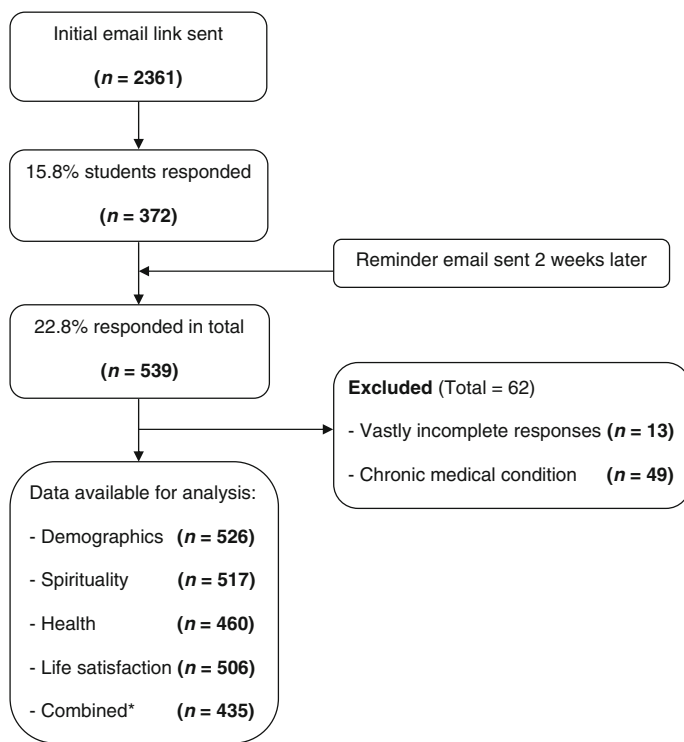 Initial email link sent
(n = 2361)
15.8% students responded
(n = 372)
Reminder email sent 2 weeks later
22.8% responded in total
(n = 539)
Excluded (Total = 62)
- Vastly incomplete responses (n = 13)
- Chronic medical condition (n = 49)
Data available for analysis:
- Demographics (n = 526)
- Spirituality (n = 517)
- Health (n = 460)
- Life satisfaction (n = 506)
- Combined* (n = 435)